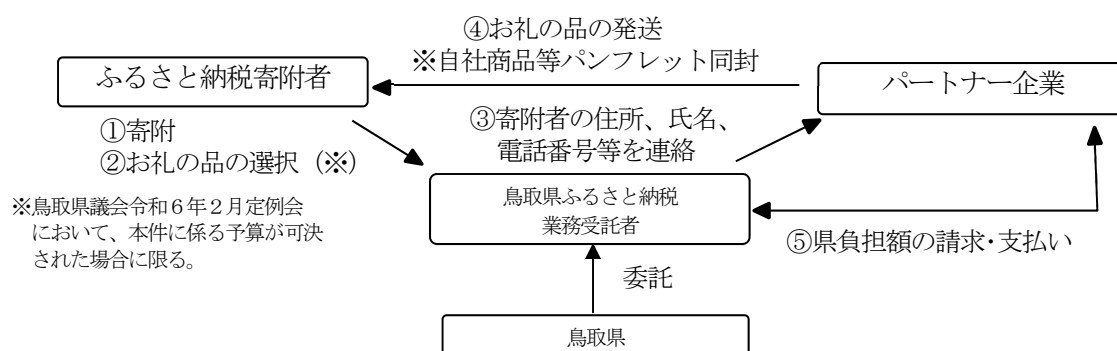 ④お礼の品の発送
※自社商品等パンフレット同封
ふるさと納税寄附者
パートナー企業
①寄附
②お礼の品の選択（※）
③寄附者の住所、氏名、
電話番号等を連絡
※鳥取県議会令和６年２月定例会
において、本件に係る予算が可決
された場合に限る。
鳥取県ふるさと納税
業務受託者
⑤県負担額の請求・支払い
委託
鳥取県